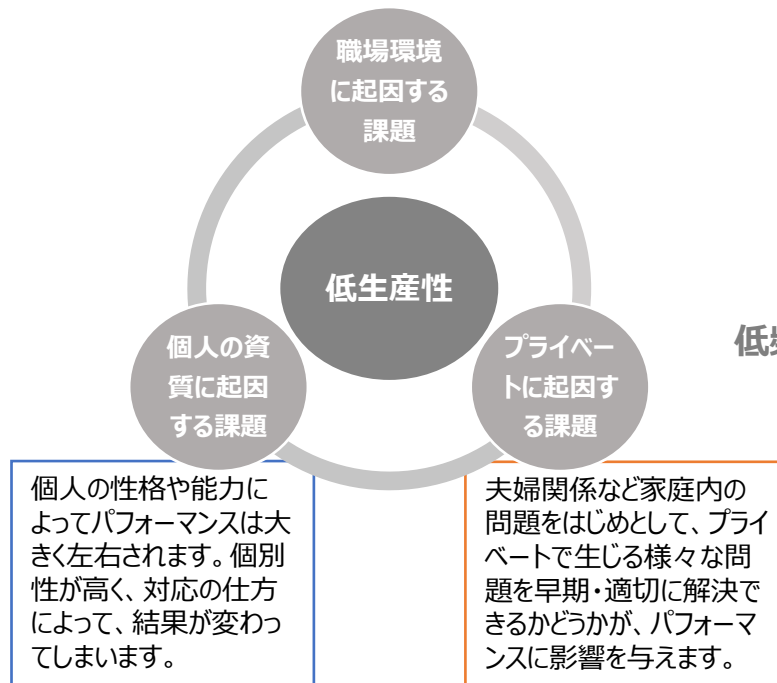 職場環境
に起因する
課題
低生産性
個人の資
質に起因
する課題
プライベー
トに起因す
る課題
個人の性格や能力に
よってパフォーマンスは大
きく左右されます。個別
性が高く、対応の仕方
によって、結果が変わっ
てしまいます。
夫婦関係など家庭内の
問題をはじめとして、プライ
ベートで生じる様々な問
題を早期・適切に解決で
きるかどうかが、パフォーマ
ンスに影響を与えます。
低